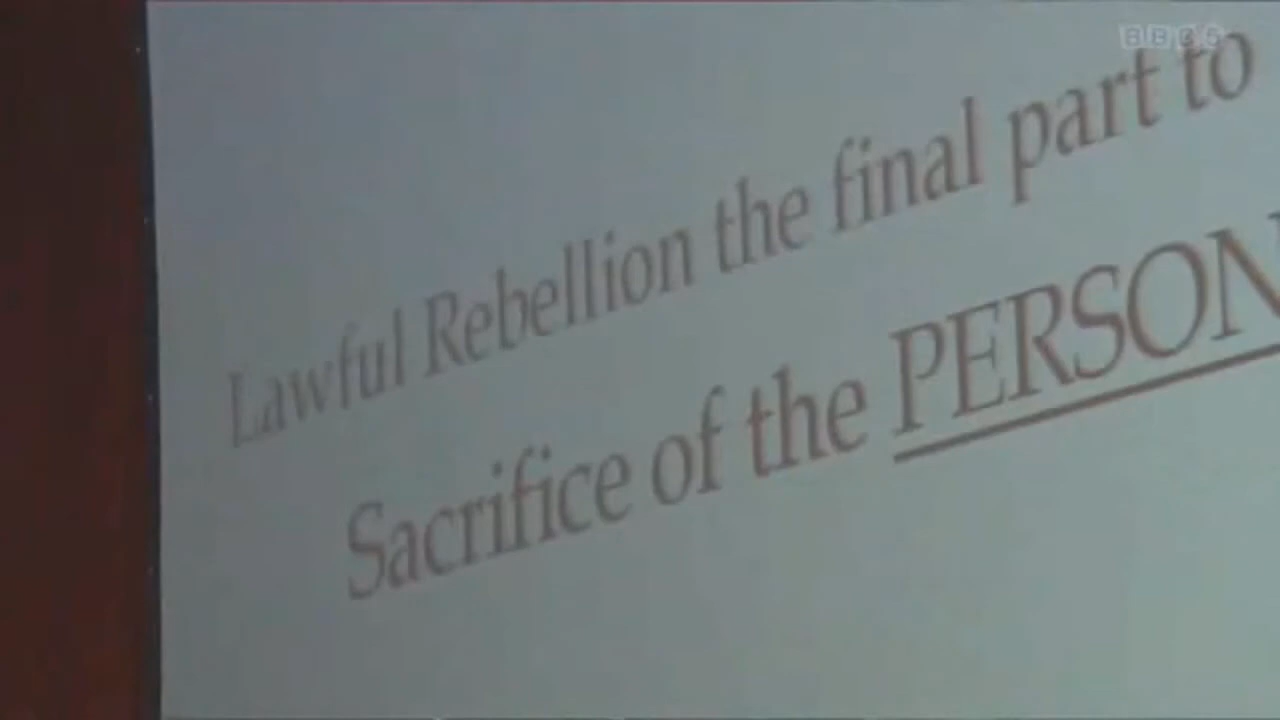 Lawful Rebellion the final part to
Sacrifice of the PERSON